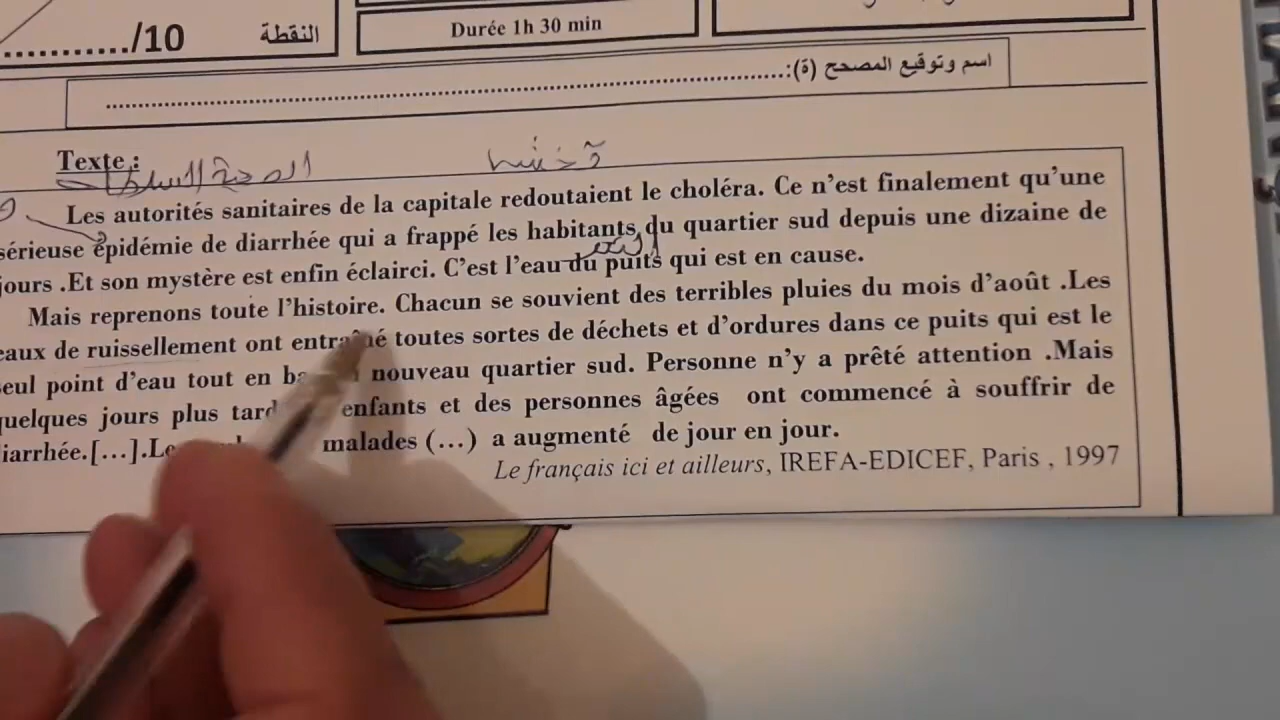 .........../10 النقطة
Durée 1h 30 min
اسم وتوقيع المصحح (ة):
Texte :
الصحية السلطات
Les autorités sanitaires de la capitale redoutaient le choléra. Ce n’est finalement qu’une
sérieuse épidémie de diarrhée qui a frappé les habitants du quartier sud depuis une dizaine de
jours .Et son mystère est enfin éclairci. C’est l’eau du puits qui est en cause.
Mais reprenons toute l’histoire. Chacun se souvient des terribles pluies du mois d’août .Les
eaux de ruissellement ont entraîné toutes sortes de déchets et d’ordures dans ce puits qui est le
seul point d’eau tout en nouveau quartier sud. Personne n’y a prêté attention .Mais
quelques jours plus tard enfants et des personnes âgées ont commencé à souffrir de
diarrhée.[…].Le malades (…) a augmenté de jour en jour.
Le français ici et ailleurs, IREFA-EDICEF, Paris , 1997